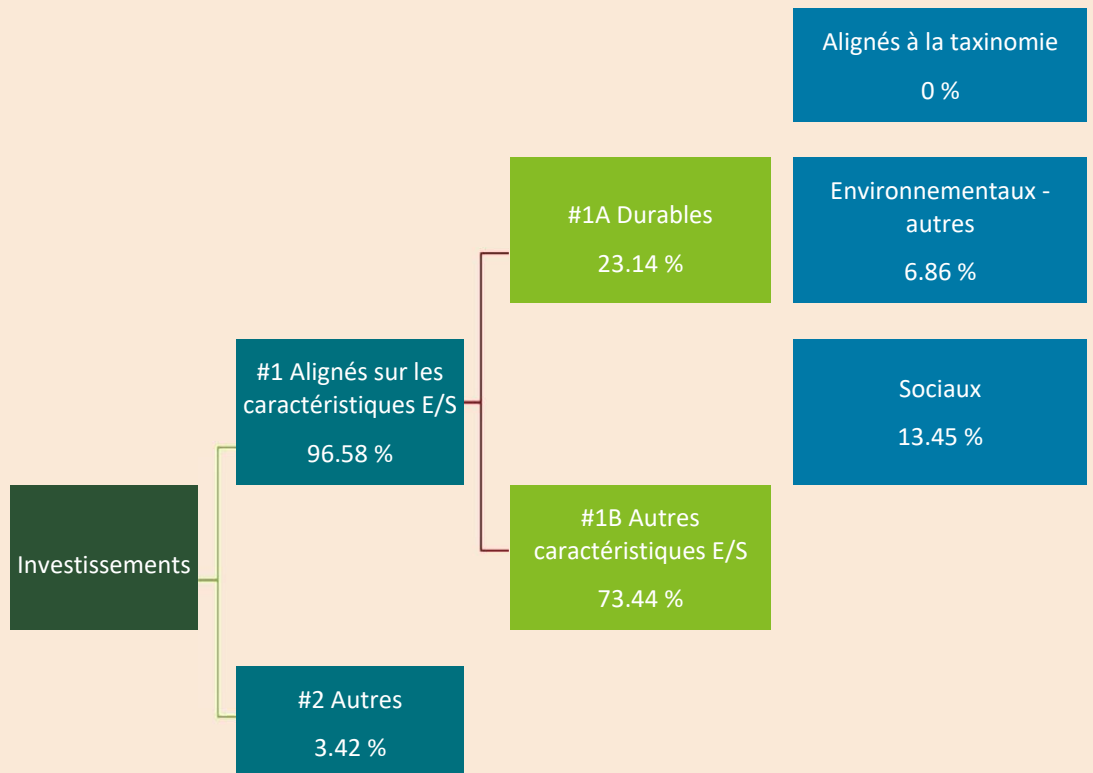 Alignés à la taxinomie
0 %
#1A Durables
23.14 %
Environnementaux -
autres
6.86 %
#1 Alignés sur les
caractéristiques E/S
96.58 %
Sociaux
13.45 %
Investissements
#1B Autres
caractéristiques E/S
73.44 %
#2 Autres
3.42 %